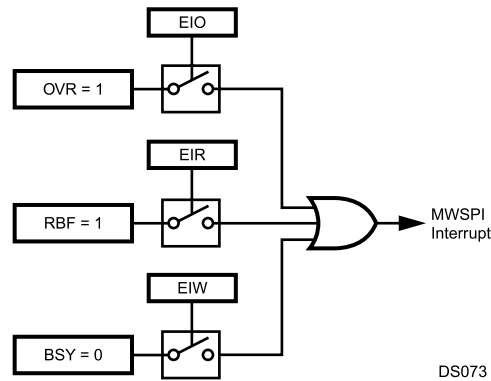 EIO
OVR = 1
EIR
RBF = 1
MWSPI
Interrupt
EIW
BSY = 0
DS073